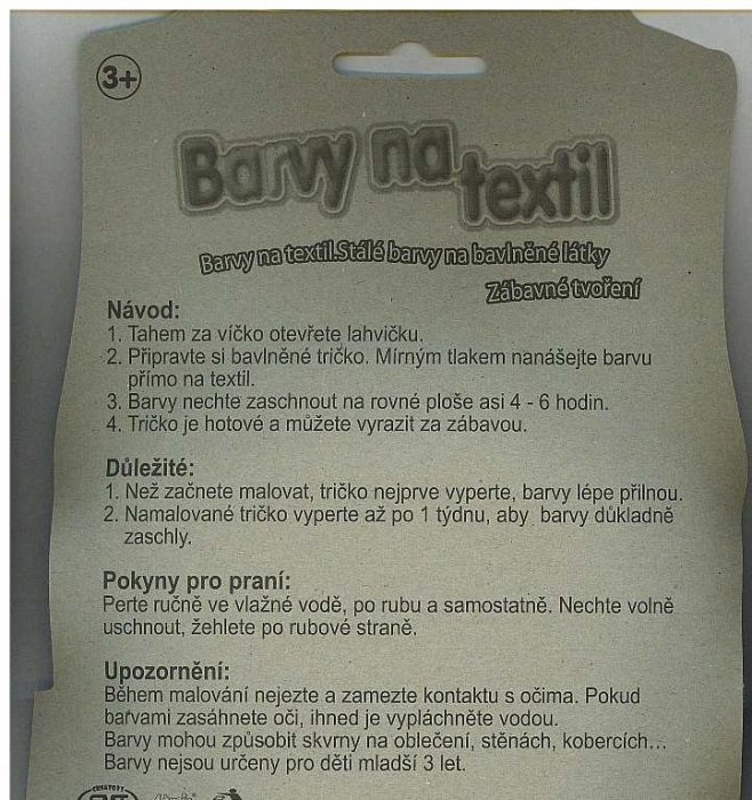 3+
Barvy na textil
Barvy na textil.Stálé barvy na bavlněné látky
Zábavné tvoření
Návod:
1. Tahem za víčko otevřete lahvičku.
2. Připravte si bavlněné tričko. Mírným tlakem nanášejte barvu
přímo na textil.
3. Barvy nechte zaschnout na rovné ploše asi 4 - 6 hodin.
4. Tričko je hotové a můžete vyrazit za zábavou.
Důležité:
1. Než začnete malovat, tričko nejprve vyperte, barvy lépe přilnou.
2. Namalované tričko vyperte až po 1 týdnu, aby barvy důkladně
zaschly.
Pokyny pro praní:
Perte ručně ve vlažné vodě, po rubu a samostatně. Nechte volně
uschnout, žehlete po rubové straně.
Upozornění:
Během malování nejezte a zamezte kontaktu s očima. Pokud
barvami zasáhnete oči, ihned je vypláchněte vodou.
Barvy mohou způsobit skvrny na oblečení, stěnách, kobercích...
Barvy nejsou určeny pro děti mladší 3 let.